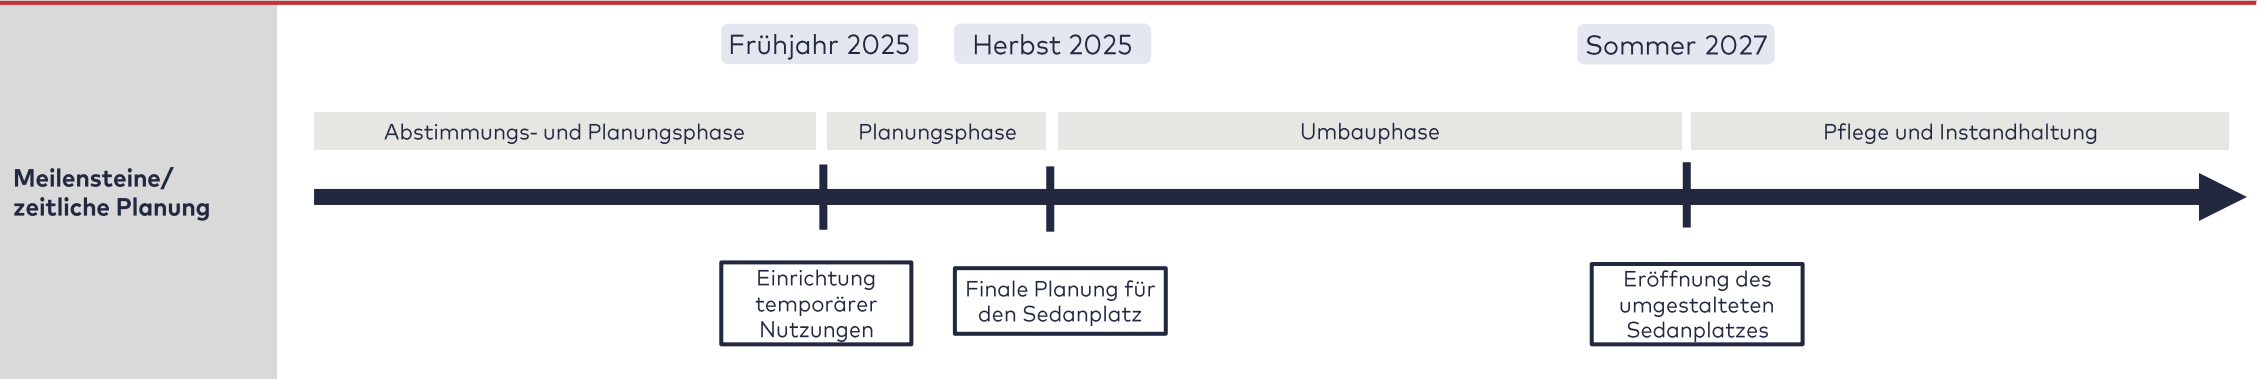 Meilensteine/
zeitliche Planung
Frühjahr 2025
Herbst 2025
Sommer 2027
Abstimmungs- und Planungsphase
Planungsphase
Umbauphase
Pflege und Instandhaltung
Einrichtung
temporärer
Nutzungen
Finale Planung für
den Sedanplatz
Eröffnung des
umgestalteten
Sedanplatzes